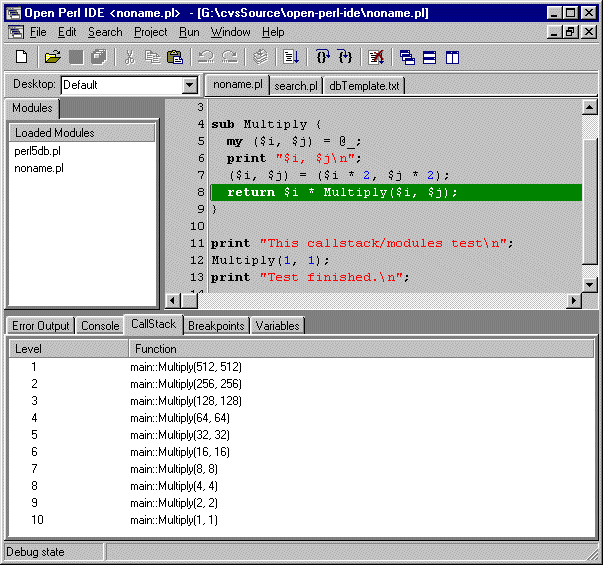 Open Perl IDE <noname.pl> - [G:\cvsSource\open-perl-ide\noname.pl]
File Edit Search Project Run Window Help
Desktop: Default
noname.pl search.pl dbTemplate.txt
Modules
Loaded Modules
perl5db.pl
noname.pl
3
4 sub Multiply {
5 my ($i, $j) = @_;
6 print "$i, $j\n";
7 ($i, $j) = ($i * 2, $j * 2);
8 return $i * Multiply($i, $j);
9 }
10
11 print "This callstack/modules test\n";
12 Multiply(1, 1);
13 print "Test finished.\n";
Error Output Console CallStack Breakpoints Variables
Level Function
1 main::Multiply(512, 512)
2 main::Multiply(256, 256)
3 main::Multiply(128, 128)
4 main::Multiply(64, 64)
5 main::Multiply(32, 32)
6 main::Multiply(16, 16)
7 main::Multiply(8, 8)
8 main::Multiply(4, 4)
9 main::Multiply(2, 2)
10 main::Multiply(1, 1)
Debug state